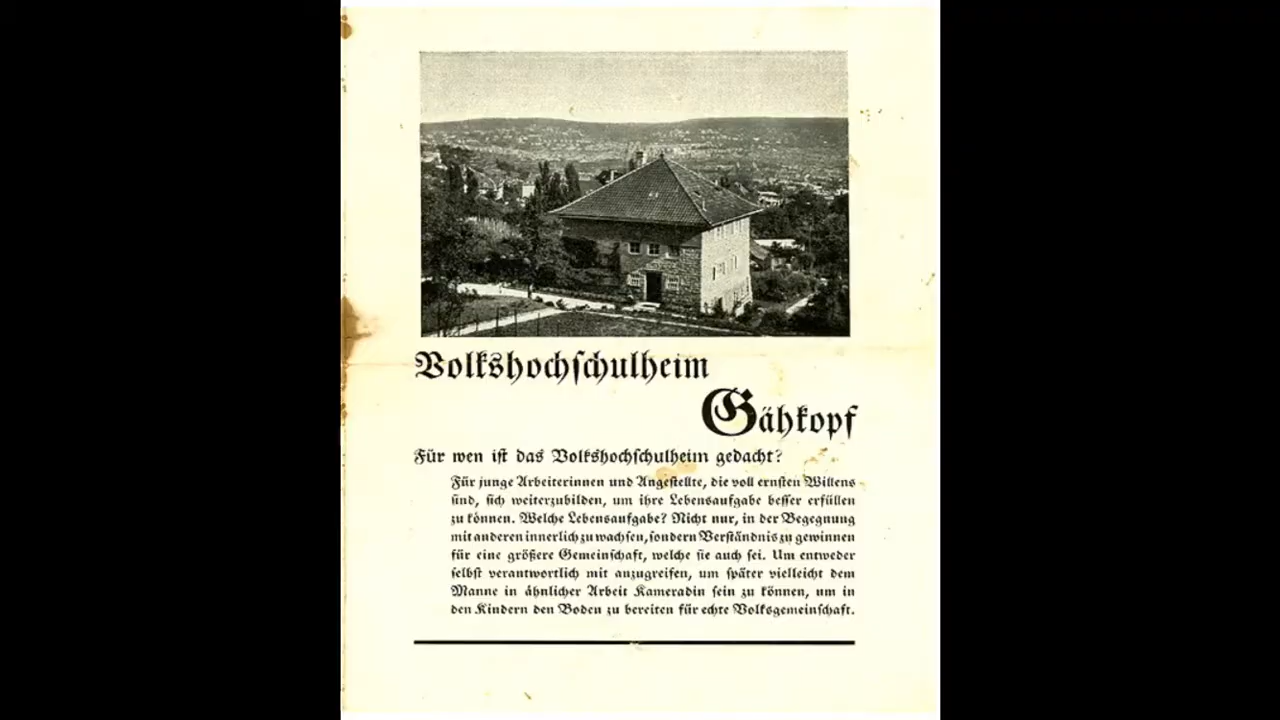 Volkshochschulheim
Gähkopf
Für wen ist das Volkshochschulheim gedacht?
Für junge Arbeiterinnen und Angestellte, die voll ernsten Willens
sind, sich weiterzubilden, um ihre Lebensaufgabe besser erfüllen
zu können. Welche Lebensaufgabe? Nicht nur, in der Begegnung
mit anderen innerlich zu wachsen, sondern Verständnis zu gewinnen
für eine größere Gemeinschaft, welche sie auch sei. Um entweder
selbst verantwortlich mit anzugreifen, um später vielleicht dem
Manne in ähnlicher Arbeit Kameradin sein zu können, um in
den Kindern den Boden zu bereiten für echte Volksgemeinschaft.